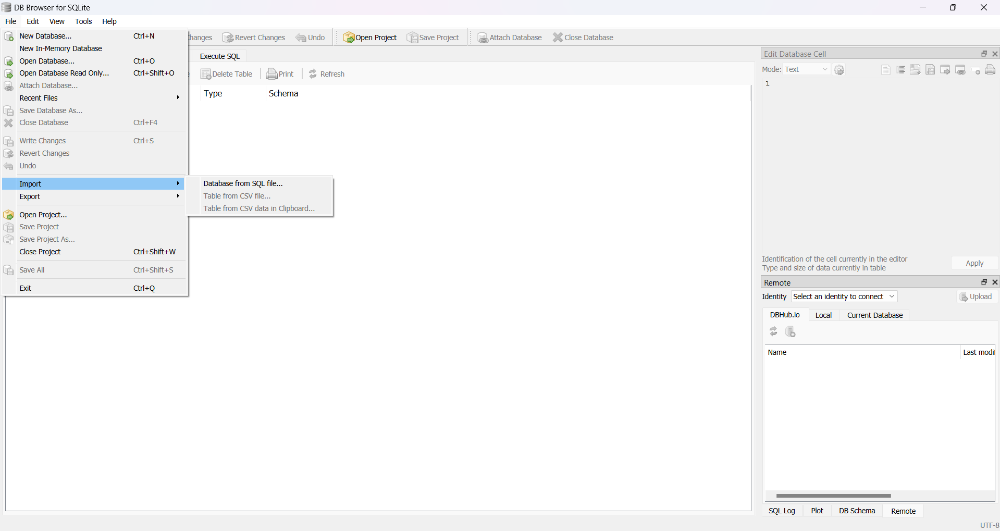 DB Browser for SQLite
File Edit View Tools Help
New Database... Ctrl+N
New In-Memory Database
Open Database... Ctrl+O
Open Database Read Only... Ctrl+Shift+O
Attach Database...
Recent Files
Save Database As...
Close Database Ctrl+F4
Write Changes Ctrl+S
Revert Changes
Undo
Import
Export
Open Project...
Save Project
Save Project As...
Close Project Ctrl+Shift+W
Save All Ctrl+Shift+S
Exit Ctrl+Q
Database from SQL file...
Table from CSV file...
Table from CSV data in Clipboard...
hanges Revert Changes Undo Open Project Save Project Attach Database Close Database
Execute SQL
Delete Table Print Refresh
Type Schema
Edit Database Cell
Mode: Text
1
Identification of the cell currently in the editor
Type and size of data currently in table
Apply
Remote
Identity Select an identity to connect Upload
DBHub.io Local Current Database
Name Last modi
SQL Log Plot DB Schema Remote
UTF-8